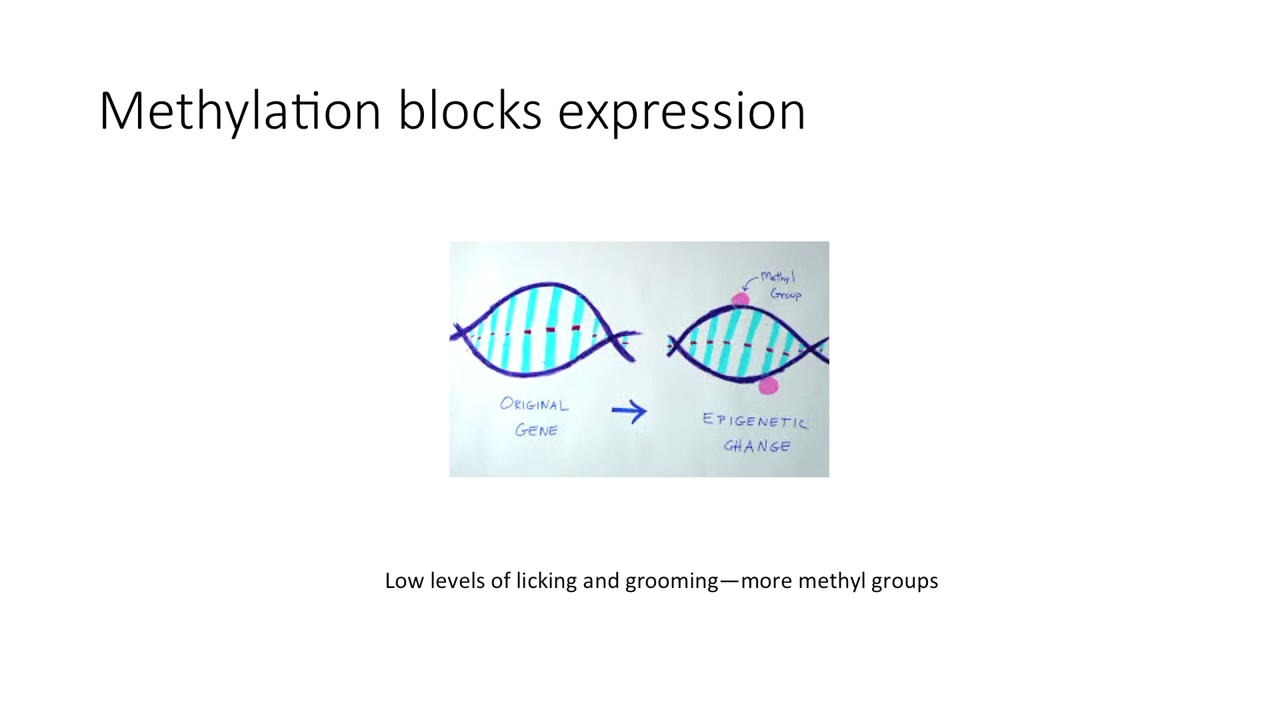 Methylation blocks expression
Methyl
Group
ORIGINAL
GENE
EPIGENETIC
CHANGE
Low levels of licking and grooming—more methyl groups